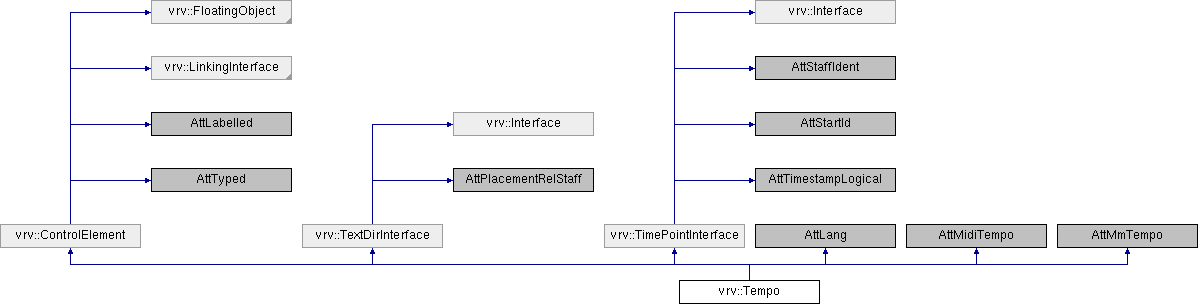 vrv::FloatingObject
vrv::Interface
vrv::LinkingInterface
AttStaffIdent
AttLabelled
vrv::Interface
AttStartId
AttTyped
AttPlacementRelStaff
AttTimestampLogical
vrv::ControlElement
vrv::TextDirInterface
vrv::TimePointInterface
AttLang
AttMidiTempo
AttMmTempo
vrv::Tempo